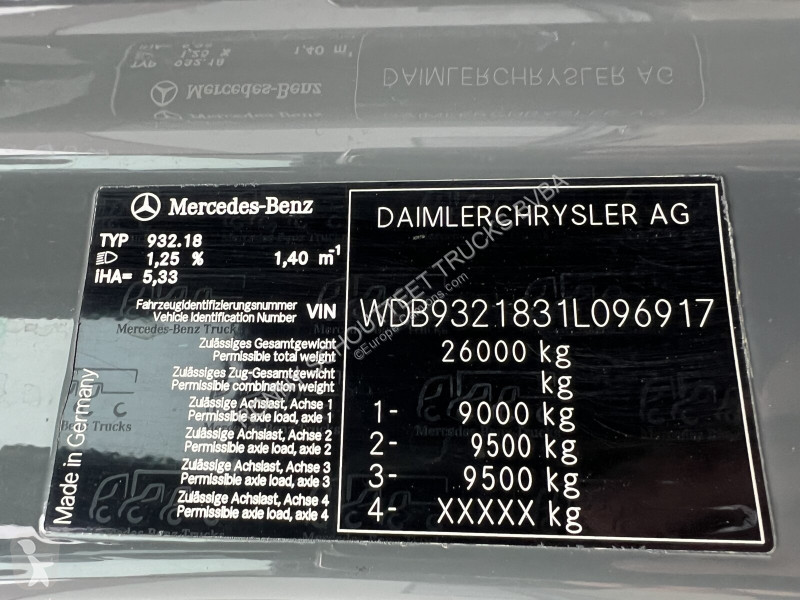 Mercedes-Benz
DAIMLERCHRYSLER AG
TYP 932.18
1,25 % 1,40 m-1
iHA= 5,33
Fahrzeugidentifizierungsnummer
Vehicle Identification Number VIN WDB9321831L096917
Zulässiges Gesamtgewicht
Permissible total weight 26000 kg
Zulässiges Zug-Gesamtgewicht
Permissible combination weight kg
Zulässige Achslast, Achse 1
Permissible axle load, axle 1 1- 9000 kg
Zulässige Achslast, Achse 2
Permissible axle load, axle 2 2- 9500 kg
Zulässige Achslast, Achse 3
Permissible axle load, axle 3 3- 9500 kg
Zulässige Achslast, Achse 4
Permissible axle load, axle 4 4- XXXXX kg
Made in Germany
Mercedes-Benz Trucks